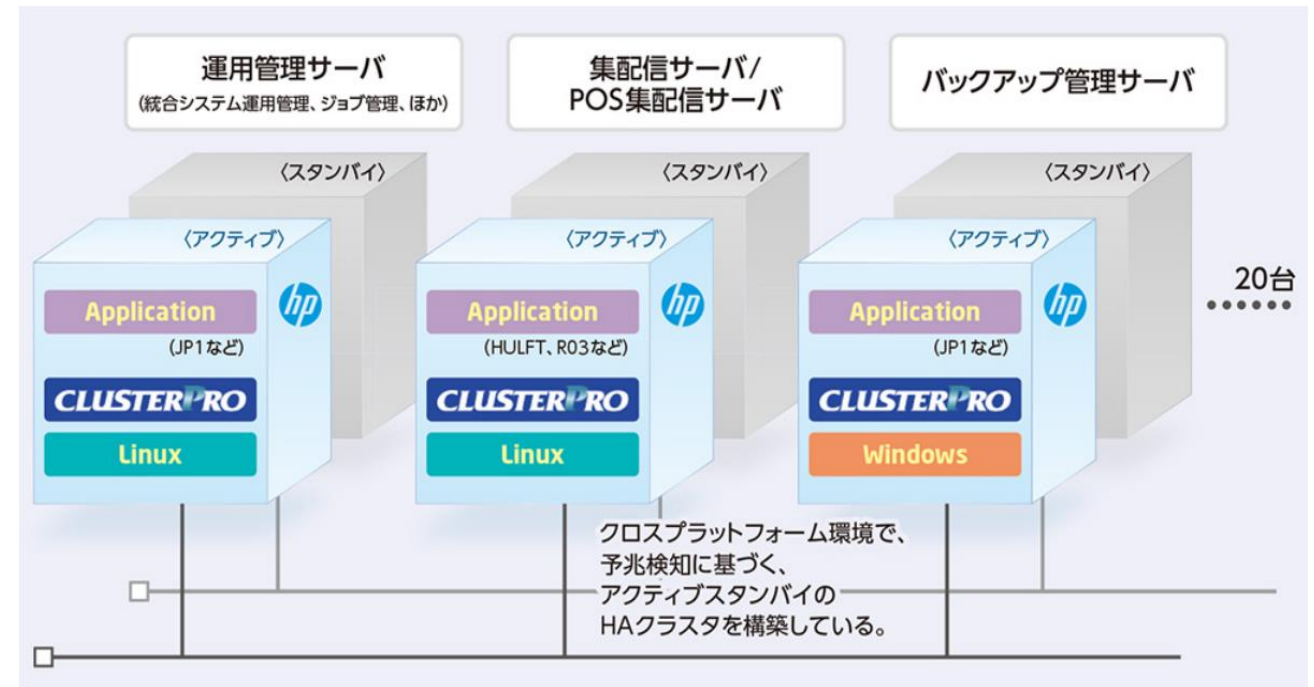 運用管理サーバ
(統合システム運用管理、ジョブ管理、ほか)
集配信サーバ/
POS集配信サーバ
バックアップ管理サーバ
〈スタンバイ〉
〈スタンバイ〉
〈スタンバイ〉
〈アクティブ〉
〈アクティブ〉
〈アクティブ〉
Application
hp
Application
hp
Application
hp
20台
(JP1など)
(HULFT、R03など)
(JP1など)
CLUSTERPRO
CLUSTERPRO
CLUSTERPRO
Linux
Linux
Windows
クロスプラットフォーム環境で、
予兆検知に基づく、
アクティブスタンバイの
HAクラスタを構築している。